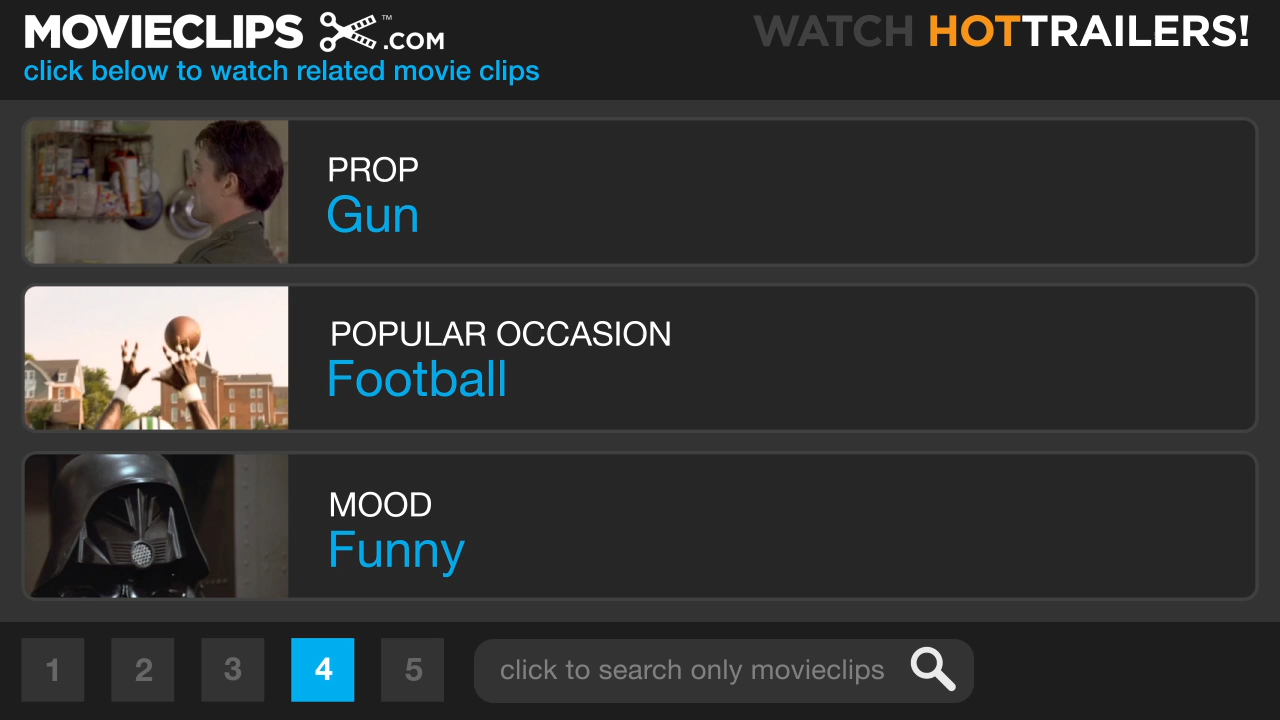 MOVIECLIPS ™ .COM
WATCH HOTTRAILERS!
click below to watch related movie clips
PROP
Gun
POPULAR OCCASION
Football
MOOD
Funny
1 2 3 4 5 click to search only movieclips